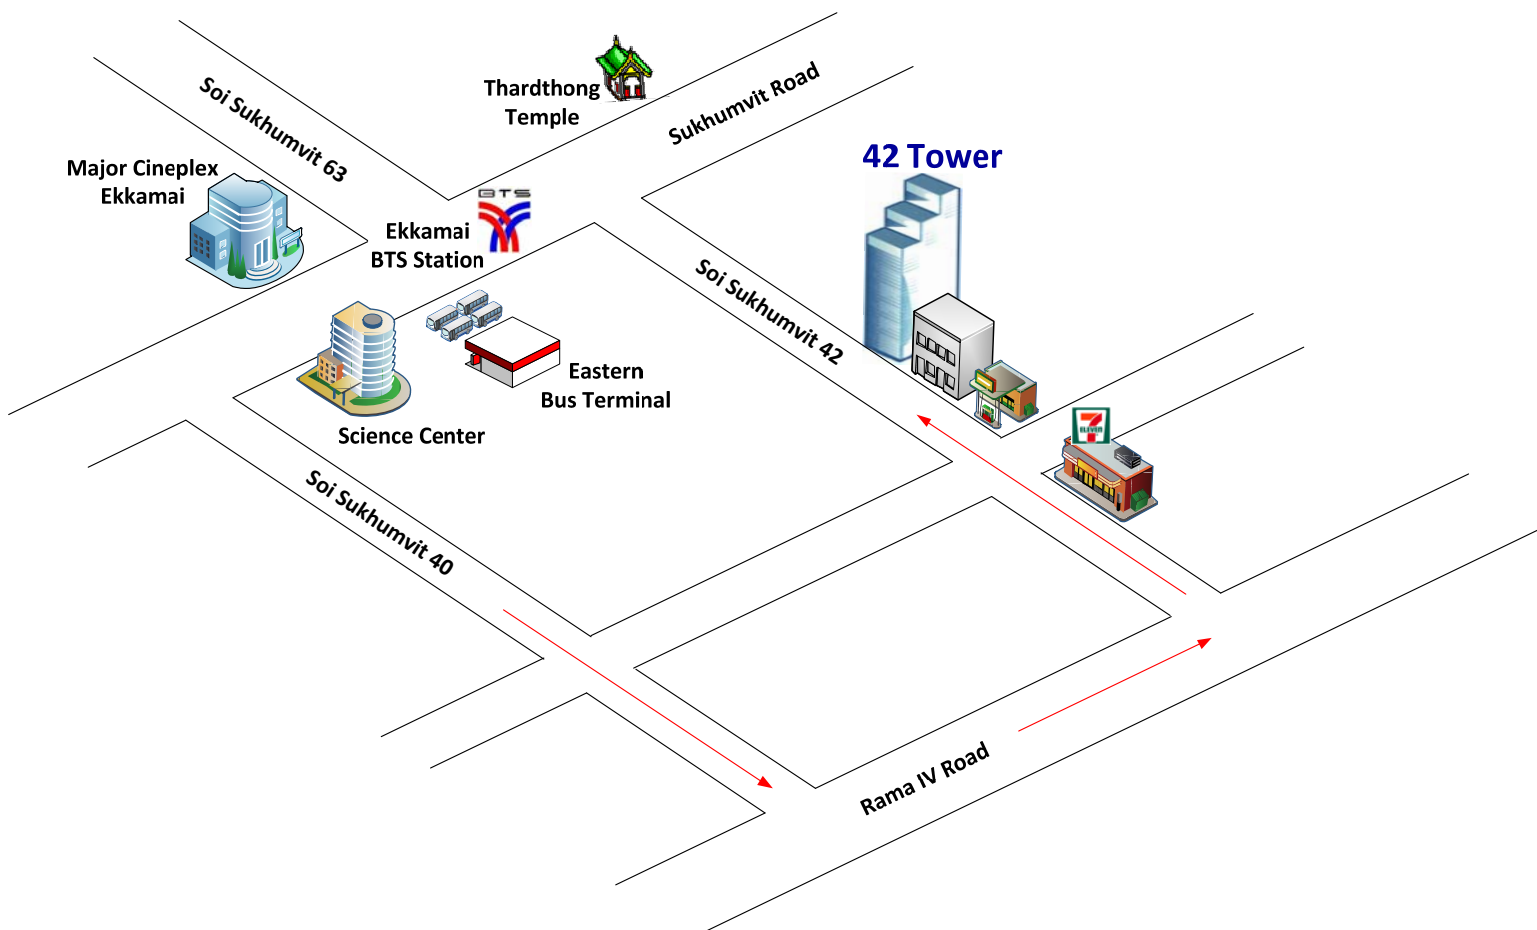 Thardthong
Temple
Sukhumvit Road
Soi Sukhumvit 63
Major Cineplex
Ekkamai
42 Tower
BTS
Ekkamai
BTS Station
Soi Sukhumvit 42
Eastern
Bus Terminal
Science Center
7
ELEVEN
Soi Sukhumvit 40
Rama IV Road